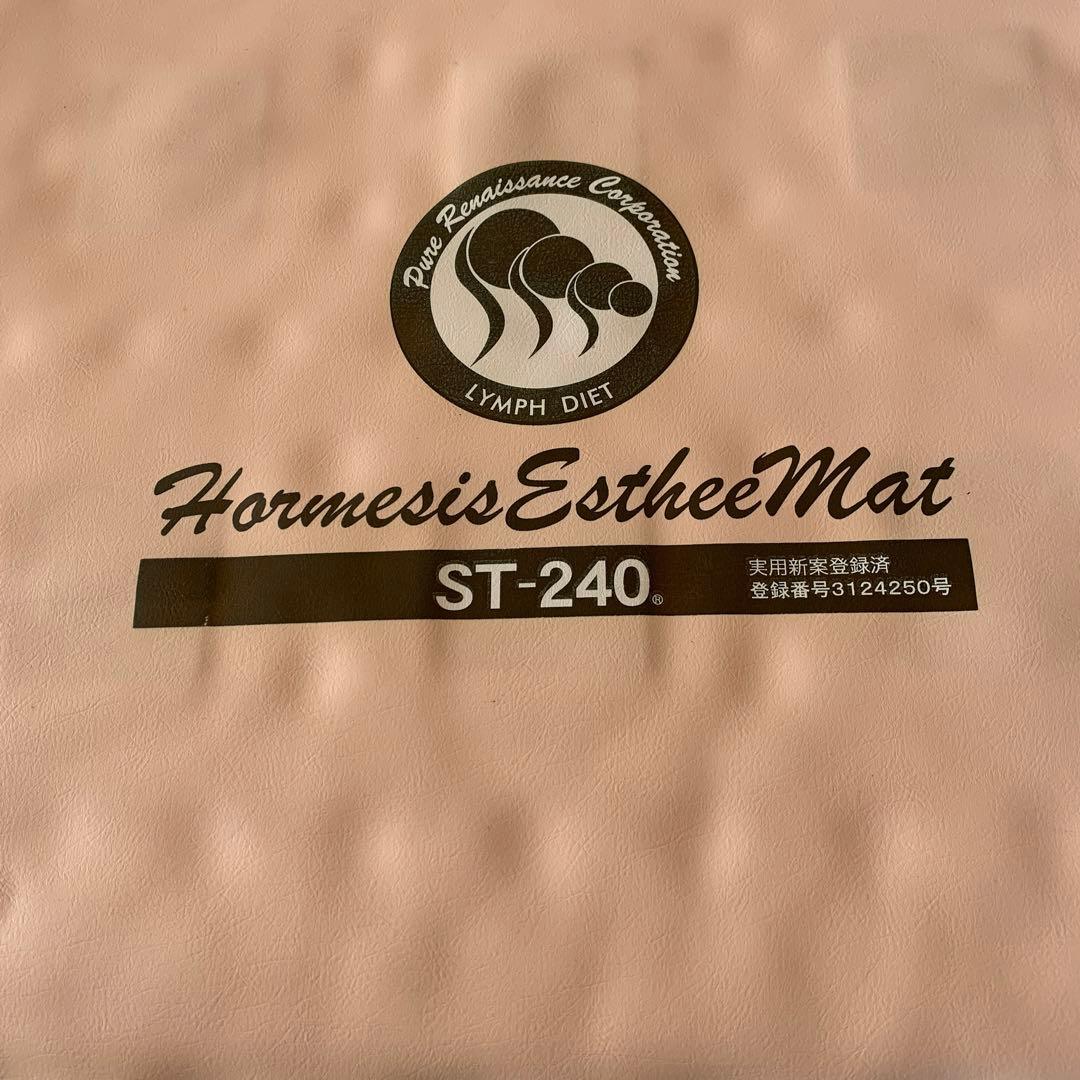 Pure Renaissance Corporation
LYMPH DIET
HormesisEstheeMat
ST-240®
実用新案登録済
登録番号3124250号